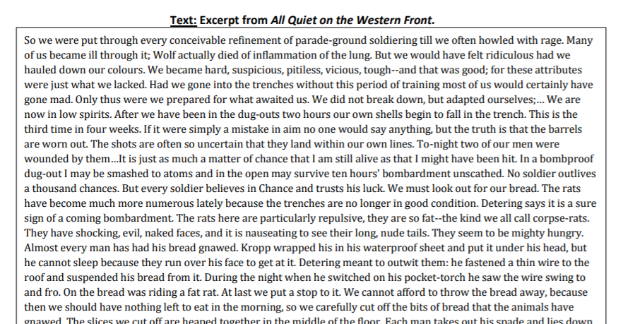 Text: Excerpt from All Quiet on the Western Front.
So we were put through every conceivable refinement of parade-ground soldiering till we often howled with rage. Many
of us became ill through it; Wolf actually died of inflammation of the lung. But we would have felt ridiculous had we
hauled down our colours. We became hard, suspicious, pitiless, vicious, tough--and that was good; for these attributes
were just what we lacked. Had we gone into the trenches without this period of training most of us would certainly have
gone mad. Only thus were we prepared for what awaited us. We did not break down, but adapted ourselves;... We are
now in low spirits. After we have been in the dug-outs two hours our own shells begin to fall in the trench. This is the
third time in four weeks. If it were simply a mistake in aim no one would say anything, but the truth is that the barrels
are worn out. The shots are often so uncertain that they land within our own lines. To-night two of our men were
wounded by them...It is just as much a matter of chance that I am still alive as that I might have been hit. In a bombproof
dug-out I may be smashed to atoms and in the open may survive ten hours' bombardment unscathed. No soldier outlives
a thousand chances. But every soldier believes in Chance and trusts his luck. We must look out for our bread. The rats
have become much more numerous lately because the trenches are no longer in good condition. Detering says it is a sure
sign of a coming bombardment. The rats here are particularly repulsive, they are so fat--the kind we all call corpse-rats.
They have shocking, evil, naked faces, and it is nauseating to see their long, nude tails. They seem to be mighty hungry.
Almost every man has had his bread gnawed. Kropp wrapped his in his waterproof sheet and put it under his head, but
he cannot sleep because they run over his face to get at it. Detering meant to outwit them: he fastened a thin wire to the
roof and suspended his bread from it. During the night when he switched on his pocket-torch he saw the wire swing to
and fro. On the bread was riding a fat rat. At last we put a stop to it. We cannot afford to throw the bread away, because
then we should have nothing left to eat in the morning, so we carefully cut off the bits of bread that the animals have
gnawed. The slices we cut off are heaped together in the middle of the floor. Each man takes out his spade and lies down